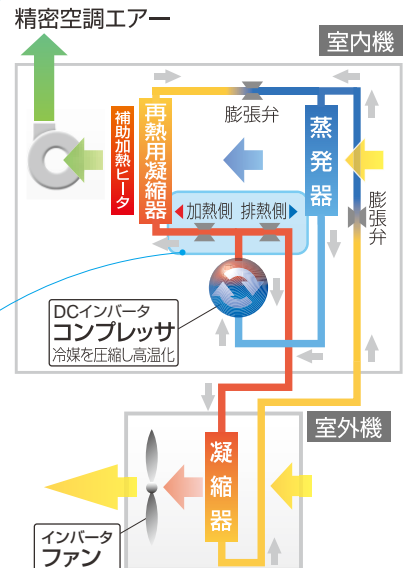 精密空調エアー
室内機
膨張弁
補助加熱ヒータ
再熱用凝縮器
蒸発器
膨張弁
加熱側 排熱側
DCインバータ
コンプレッサ
冷媒を圧縮し高温化
室外機
凝縮器
インバータ
ファン